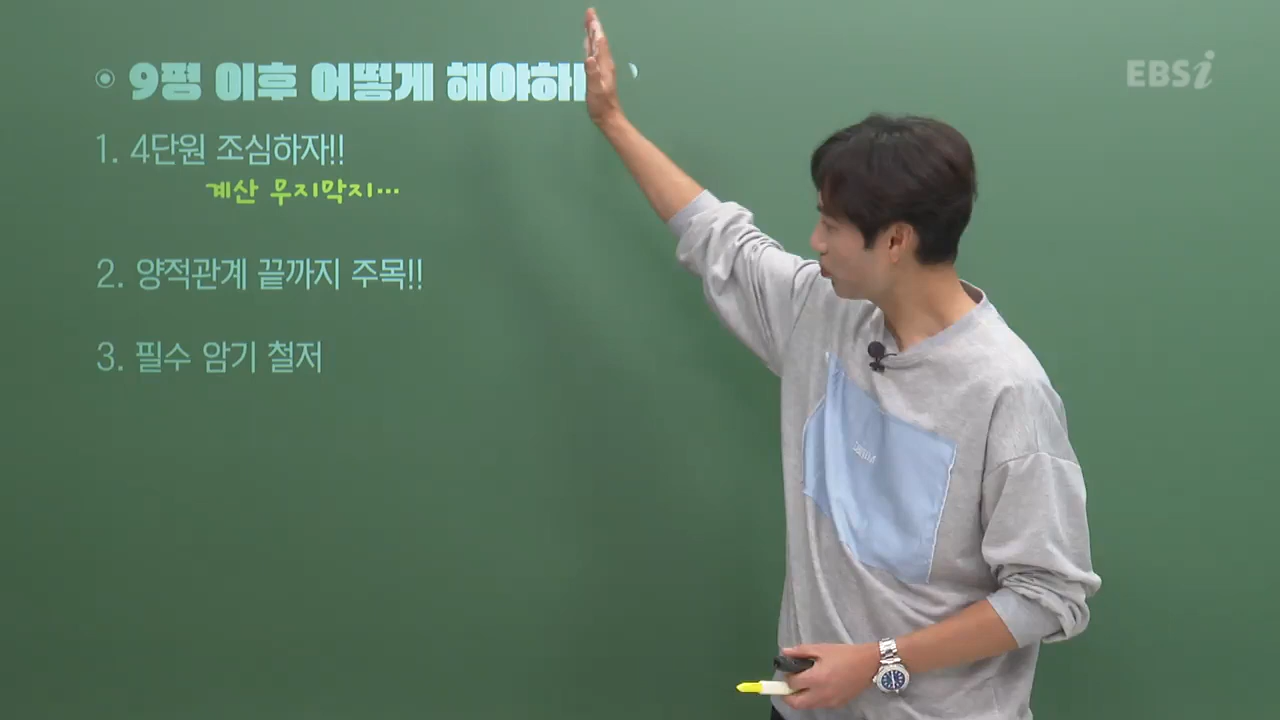 ◉ 9평 이후 어떻게 해야하
EBSi
1. 4단원 조심하자!!
계산 무지막지…
2. 양적관계 끝까지 주목!!
3. 필수 암기 철저